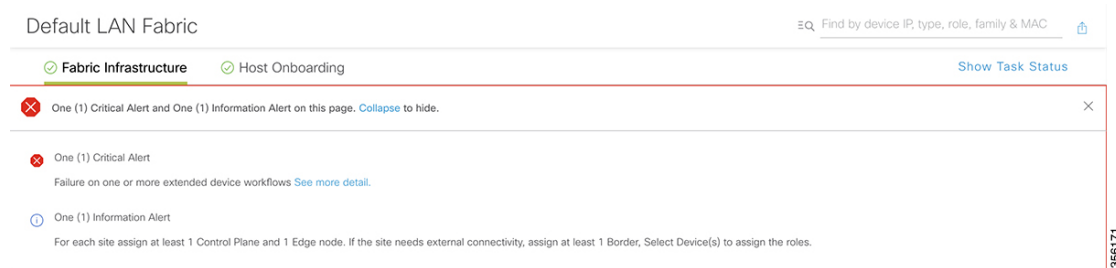 Default LAN Fabric
Find by device IP, type, role, family & MAC
Fabric Infrastructure
Host Onboarding
Show Task Status
One (1) Critical Alert and One (1) Information Alert on this page. Collapse to hide.
One (1) Critical Alert
Failure on one or more extended device workflows See more detail.
One (1) Information Alert
For each site assign at least 1 Control Plane and 1 Edge node. If the site needs external connectivity, assign at least 1 Border, Select Device(s) to assign the roles.
356171